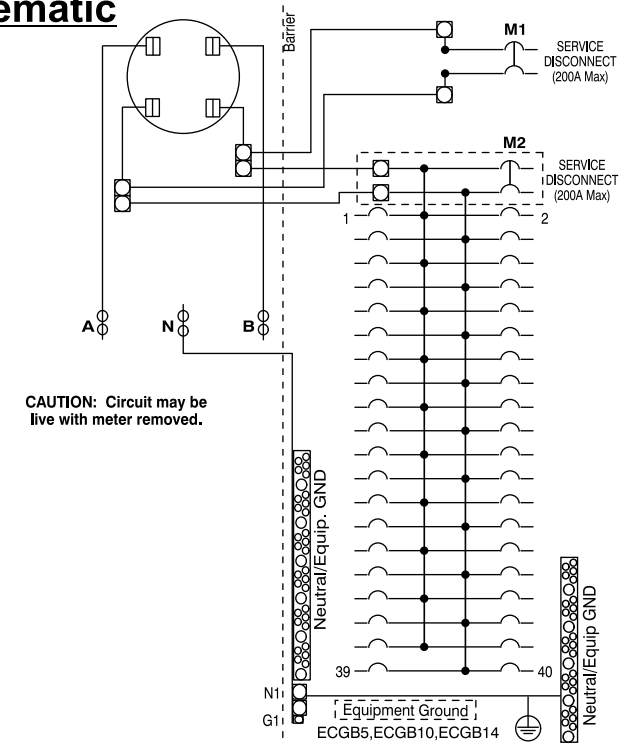 ematic
Barrier
M1
SERVICE
DISCONNECT
(200A Max)
M2
SERVICE
DISCONNECT
(200A Max)
1
2
A
N
B
CAUTION: Circuit may be
live with meter removed.
Neutral/Equip. GND
Neutral/Equip GND
39
40
N1
G1
Equipment Ground
ECGB5,ECGB10,ECGB14